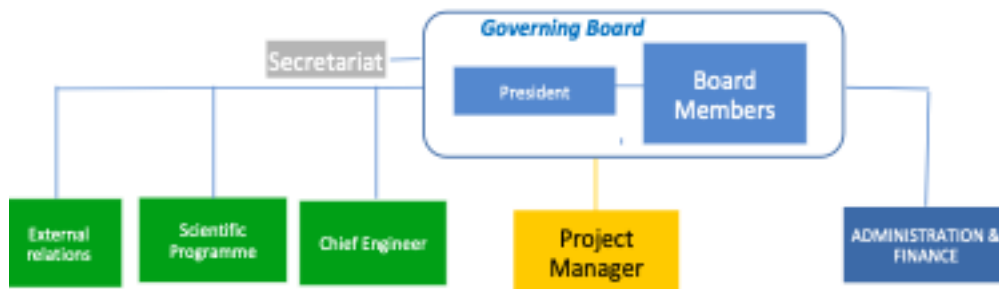 Governing Board
Secretariat
President
Board
Members
External
relations
Scientific
Programme
Chief Engineer
Project
Manager
ADMINISTRATION &
FINANCE